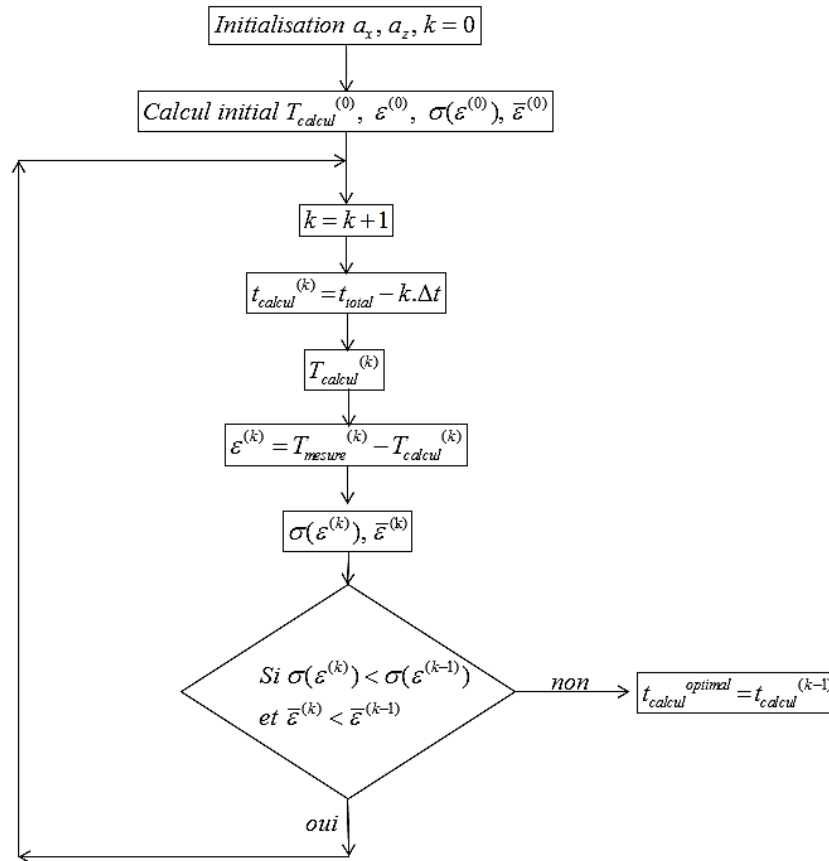 Initialisation aₓ, a_z, k = 0
Calcul initial T_calcul^(0), ε^(0), σ(ε^(0)), ε̅^(0)
k = k + 1
t_calcul^(k) = t_total − k.Δt
T_calcul^(k)
ε^(k) = T_mesure^(k) − T_calcul^(k)
σ(ε^(k)), ε̅^(k)
Si σ(ε^(k)) < σ(ε^(k−1))
et ε̅^(k) < ε̅^(k−1)
non
t_calcul^optimal = t_calcul^(k−1)
oui